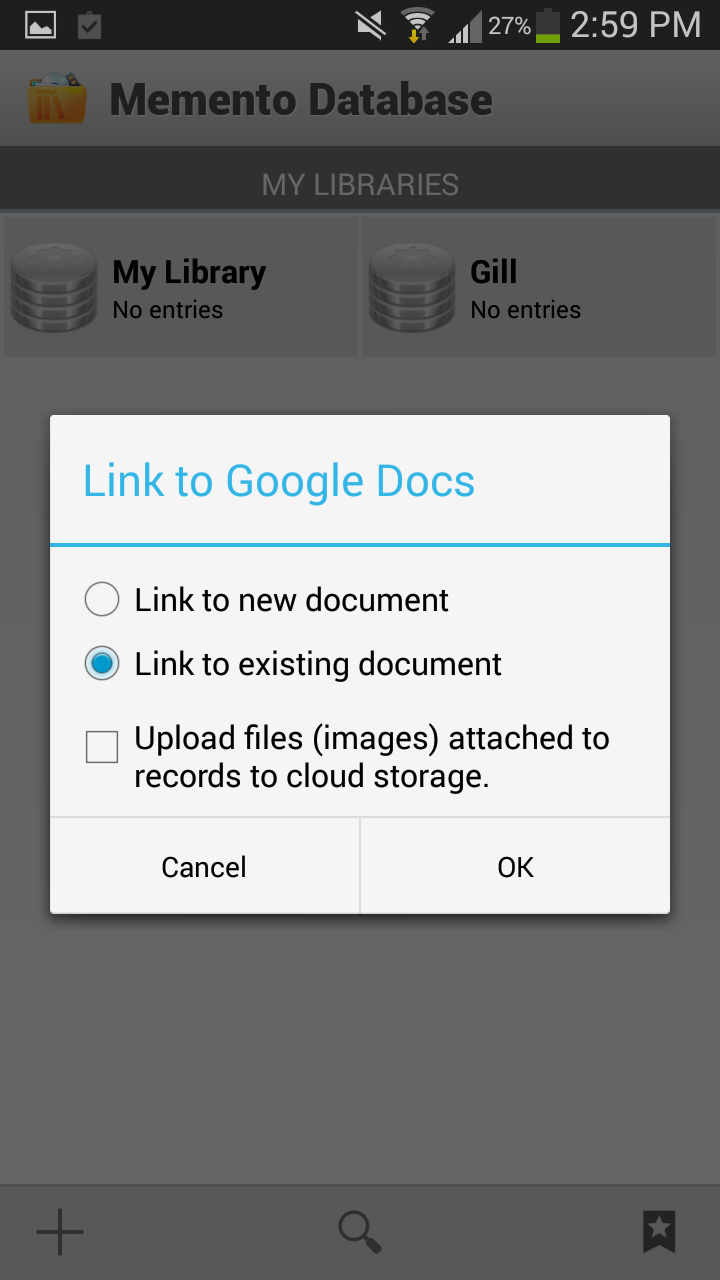 27% 2:59 PM
Memento Database
MY LIBRARIES
My Library
No entries
Gill
No entries
Link to Google Docs
Link to new document
Link to existing document
Upload files (images) attached to
records to cloud storage.
Cancel
OK